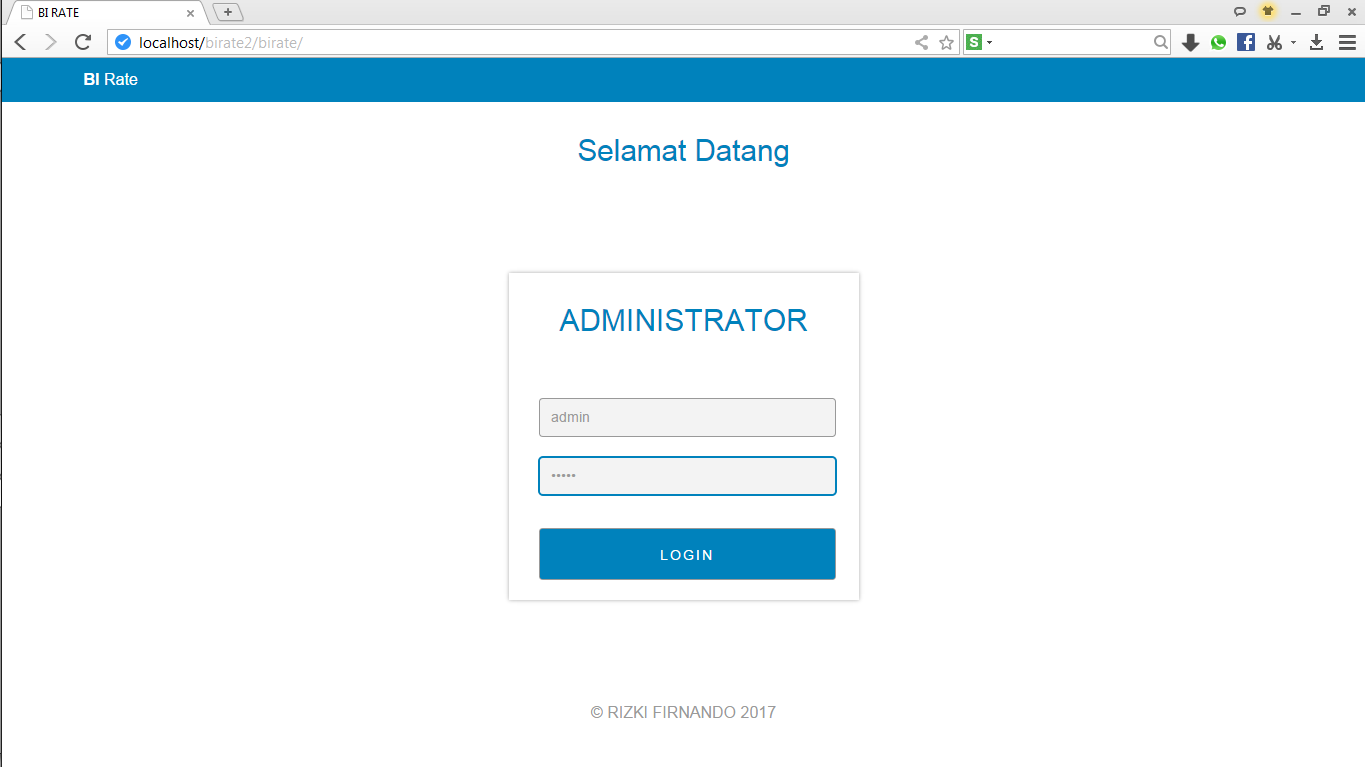 BI RATE
localhost/birate2/birate/
S
BI Rate
Selamat Datang
ADMINISTRATOR
admin
•••••
LOGIN
© RIZKI FIRNANDO 2017